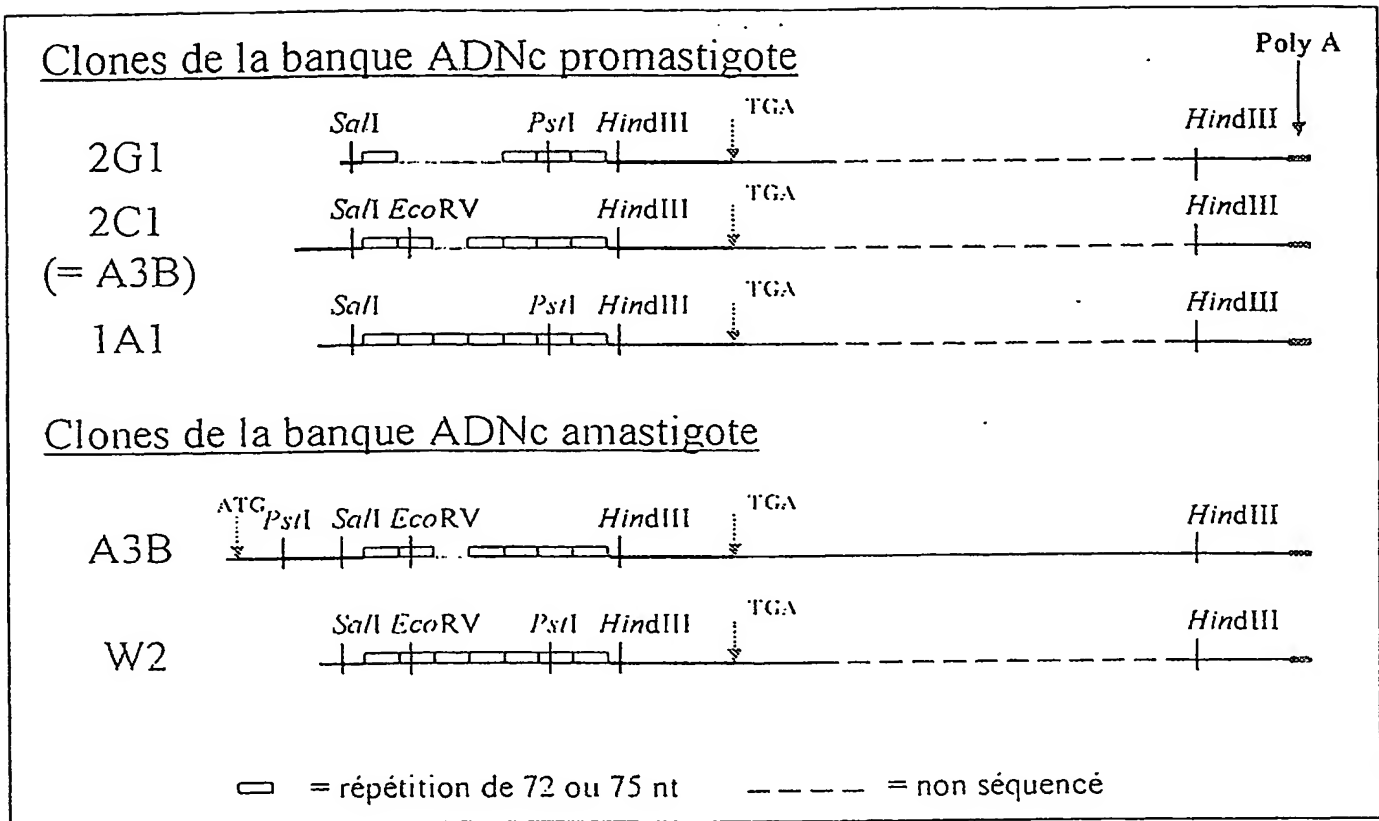 Clones de la banque ADNc promastigote
Poly A
SalI PstI HindIII TGA HindIII
2G1
SalI EcoRV HindIII TGA HindIII
2C1
(= A3B)
SalI PstI HindIII TGA HindIII
1A1
Clones de la banque ADNc amastigote
ATG PstI SalI EcoRV HindIII TGA HindIII
A3B
SalI EcoRV PstI HindIII TGA HindIII
W2
= répétition de 72 ou 75 nt = non séquencé